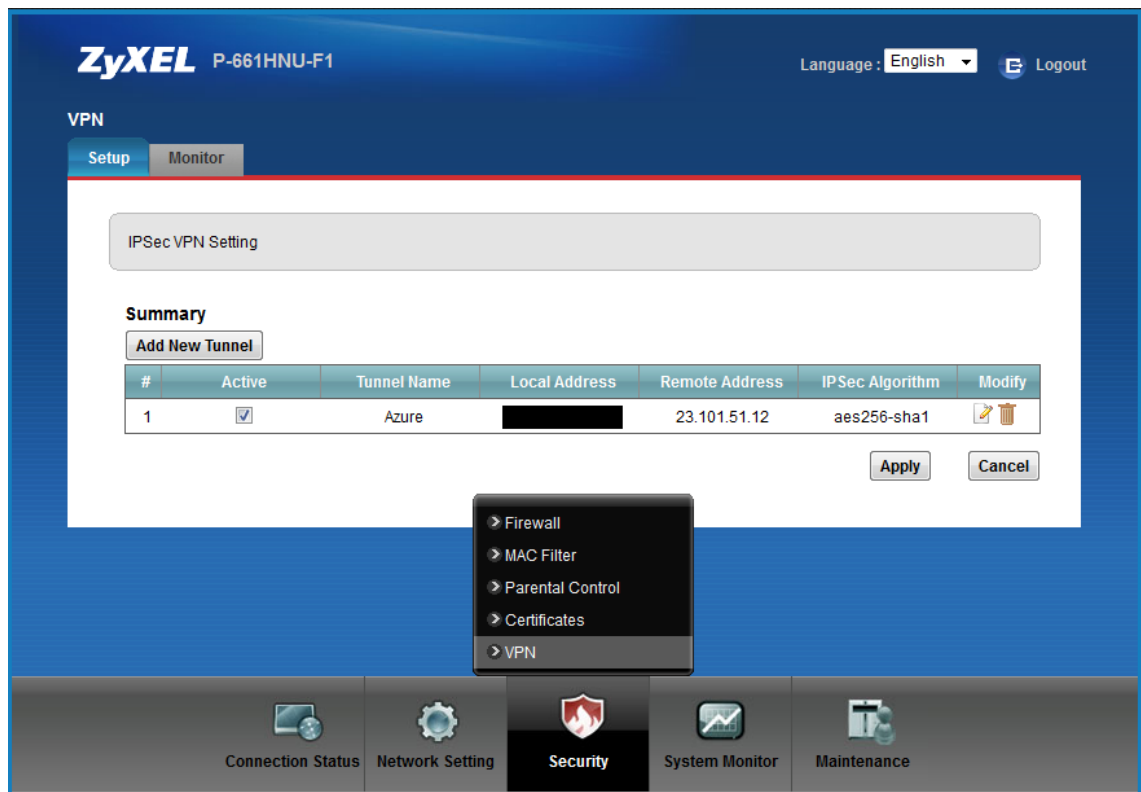 ZyXEL P-661HNU-F1
Language : English Logout
VPN
Setup Monitor
IPSec VPN Setting
Summary
Add New Tunnel
# Active Tunnel Name Local Address Remote Address IPSec Algorithm Modify
1 Azure 23.101.51.12 aes256-sha1
Apply Cancel
Firewall
MAC Filter
Parental Control
Certificates
VPN
Connection Status Network Setting Security System Monitor Maintenance